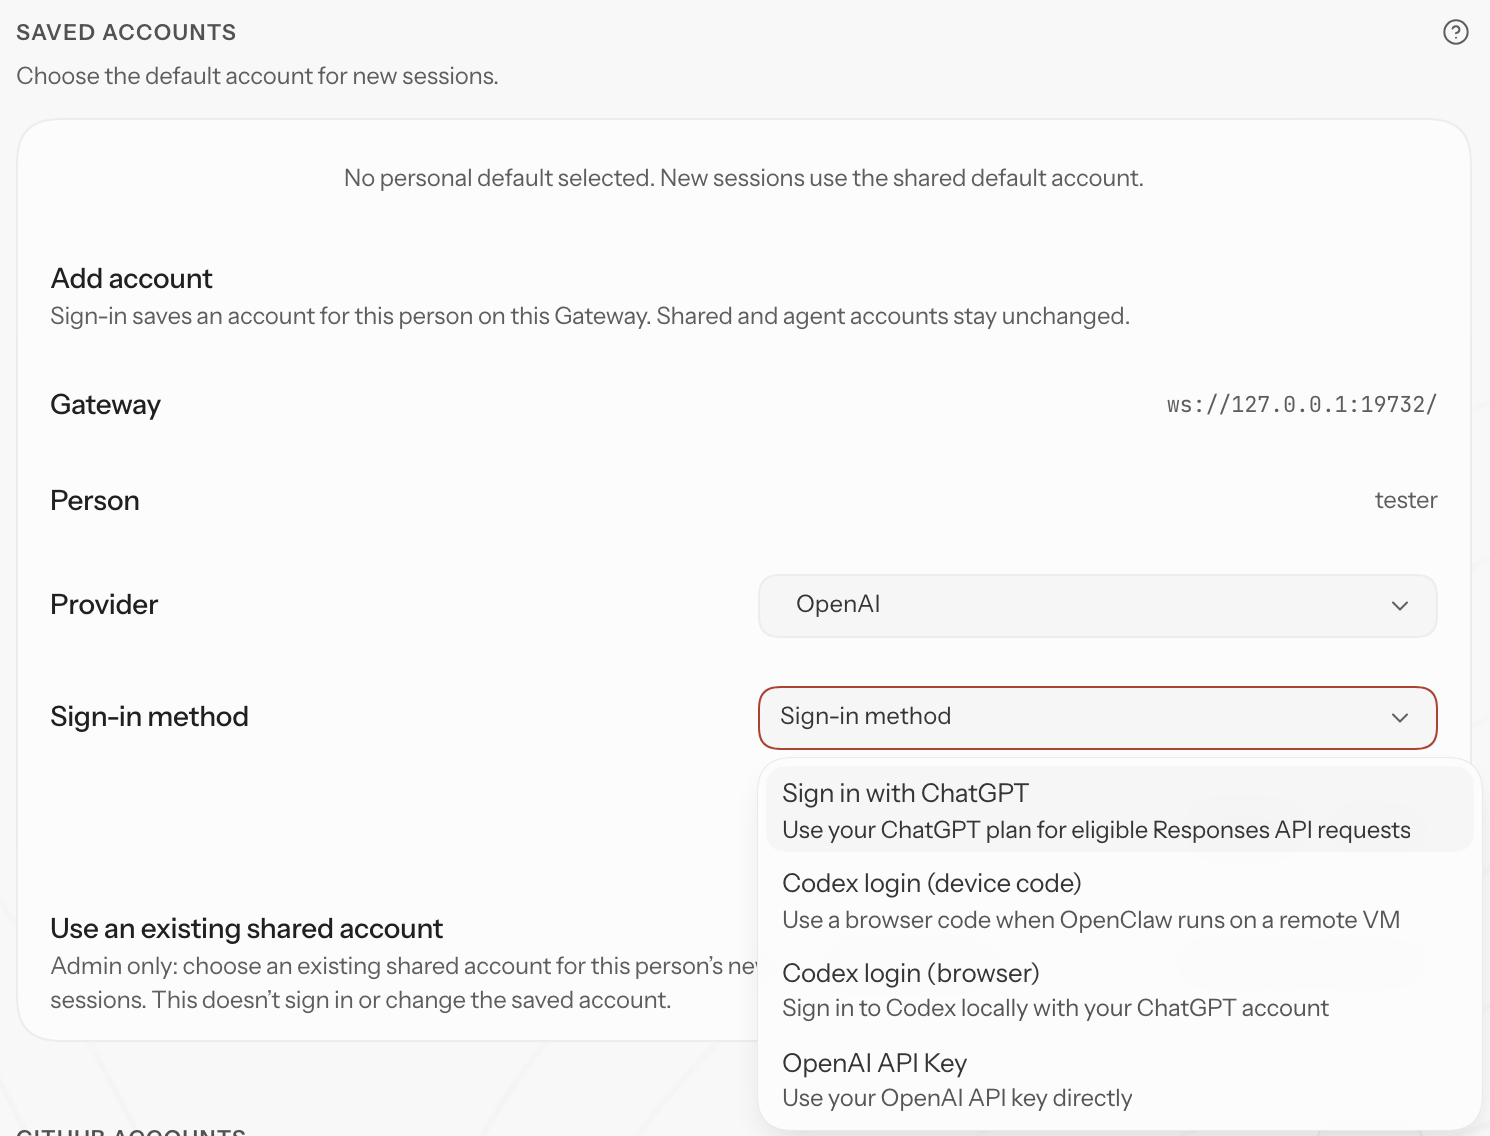 SAVED ACCOUNTS
Choose the default account for new sessions.
No personal default selected. New sessions use the shared default account.
Add account
Sign-in saves an account for this person on this Gateway. Shared and agent accounts stay unchanged.
Gateway
ws://127.0.0.1:19732/
Person
tester
Provider
OpenAI
Sign-in method
Sign-in method
Sign in with ChatGPT
Use your ChatGPT plan for eligible Responses API requests
Codex login (device code)
Use a browser code when OpenClaw runs on a remote VM
Codex login (browser)
Sign in to Codex locally with your ChatGPT account
OpenAI API Key
Use your OpenAI API key directly
Use an existing shared account
Admin only: choose an existing shared account for this person's
sessions. This doesn't sign in or change the saved account.
GITHUB ACCOUNTS